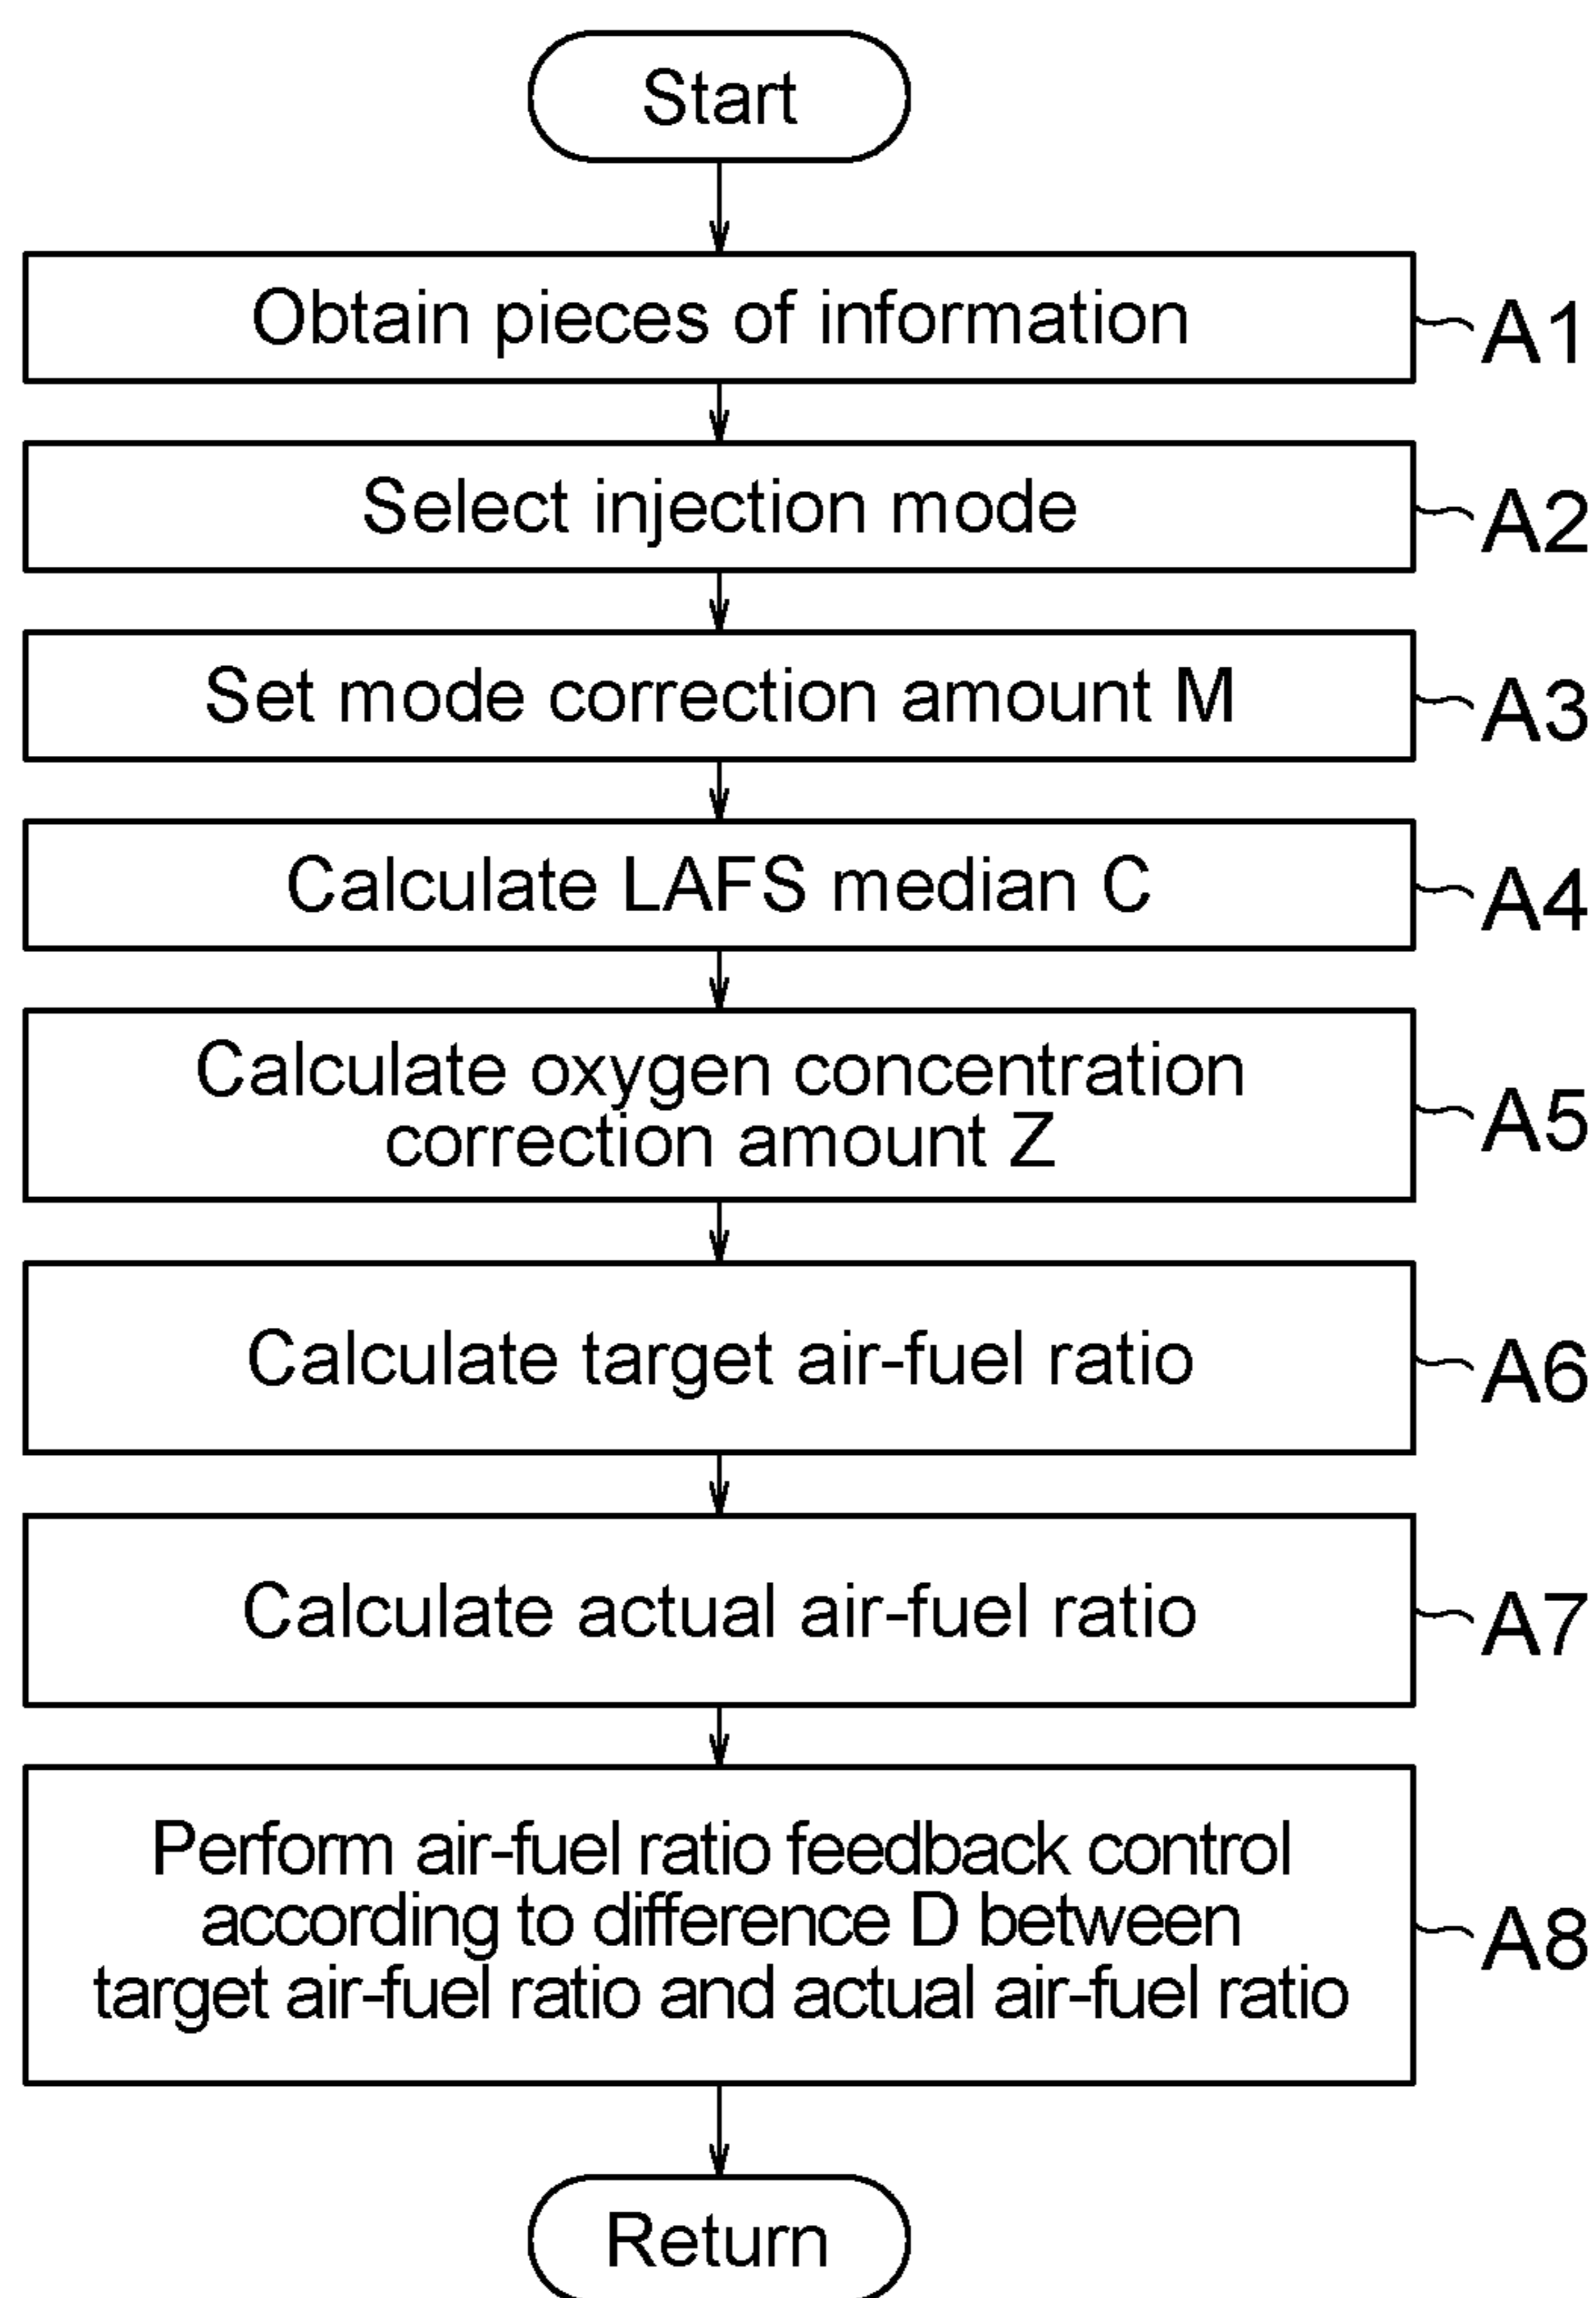 Start
Obtain pieces of information
A1
Select injection mode
A2
Set mode correction amount M
A3
Calculate LAFS median C
A4
Calculate oxygen concentration
correction amount Z
A5
Calculate target air-fuel ratio
A6
Calculate actual air-fuel ratio
A7
Perform air-fuel ratio feedback control
according to difference D between
target air-fuel ratio and actual air-fuel ratio
A8
Return